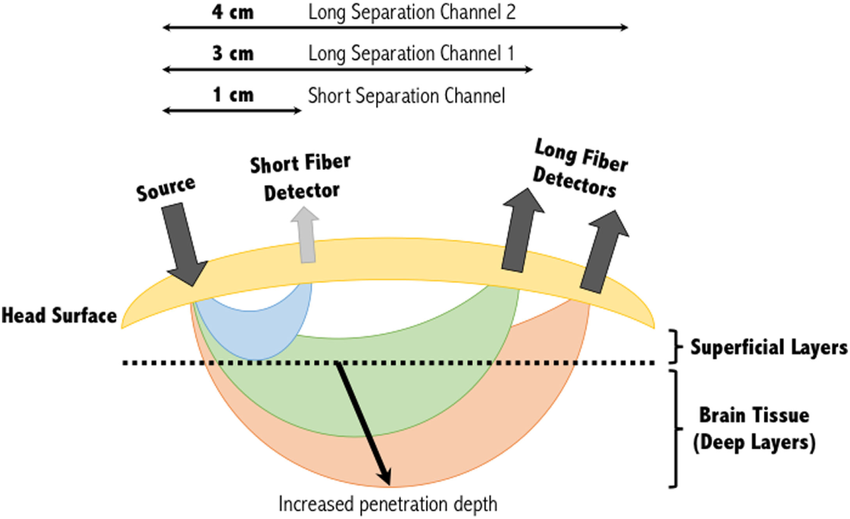 4 cm Long Separation Channel 2
3 cm Long Separation Channel 1
1 cm Short Separation Channel
Source
Short Fiber
Detector
Long Fiber
Detectors
Head Surface
Superficial Layers
Brain Tissue
(Deep Layers)
Increased penetration depth